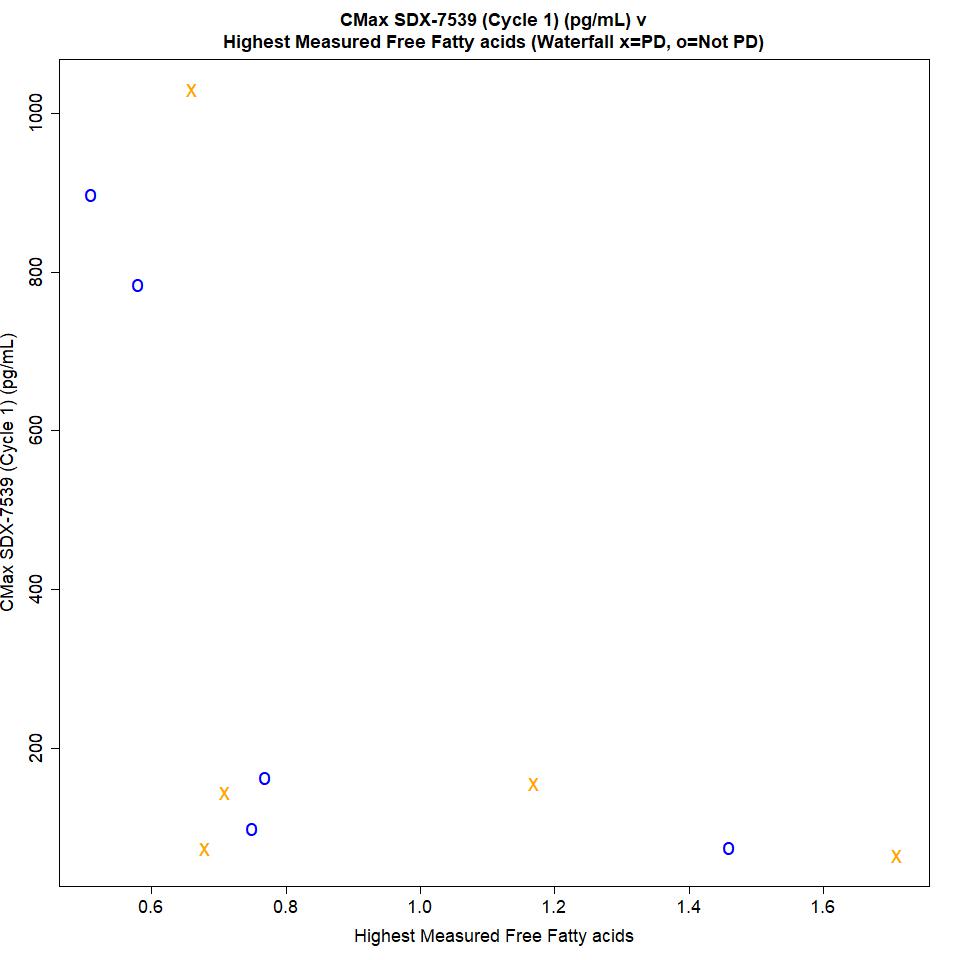 CMax SDX-7539 (Cycle 1) (pg/mL) v
Highest Measured Free Fatty acids (Waterfall x=PD, o=Not PD)
CMax SDX-7539 (Cycle 1) (pg/mL)
1000
800
600
400
200
X
O
O
O
X
X
O
X
O
X
0.6 0.8 1.0 1.2 1.4 1.6
Highest Measured Free Fatty acids